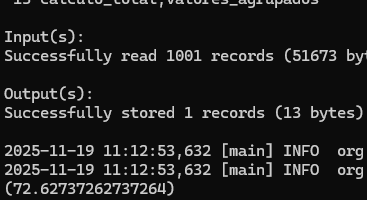 15 calculo_total,valores_agrupados
Input(s):
Successfully read 1001 records (51673 byt
Output(s):
Successfully stored 1 records (13 bytes)
2025-11-19 11:12:53,632 [main] INFO org
2025-11-19 11:12:53,632 [main] INFO org
(72.62737262737264)